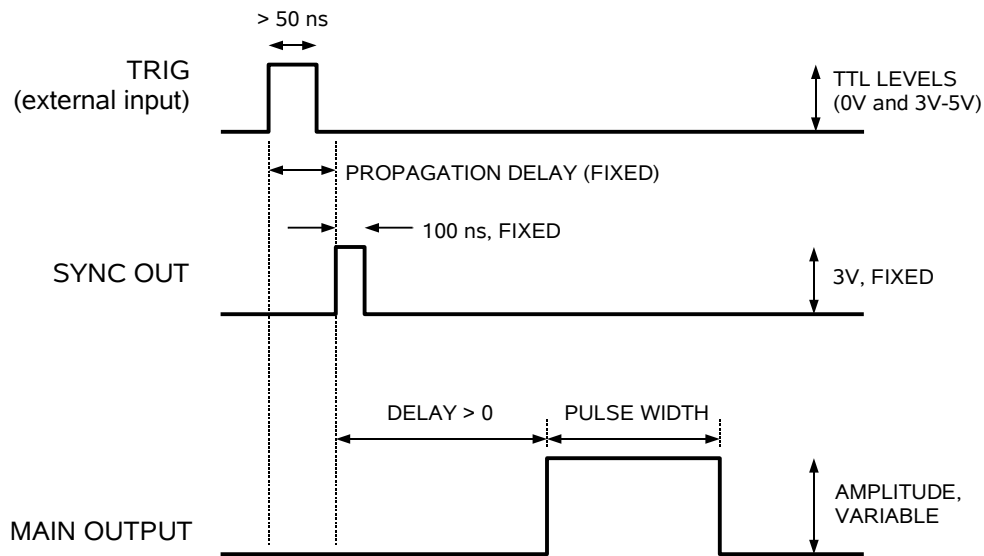 > 50 ns
TRIG
(external input)
TTL LEVELS
(0V and 3V-5V)
PROPAGATION DELAY (FIXED)
100 ns, FIXED
SYNC OUT
3V, FIXED
DELAY > 0
PULSE WIDTH
AMPLITUDE,
VARIABLE
MAIN OUTPUT